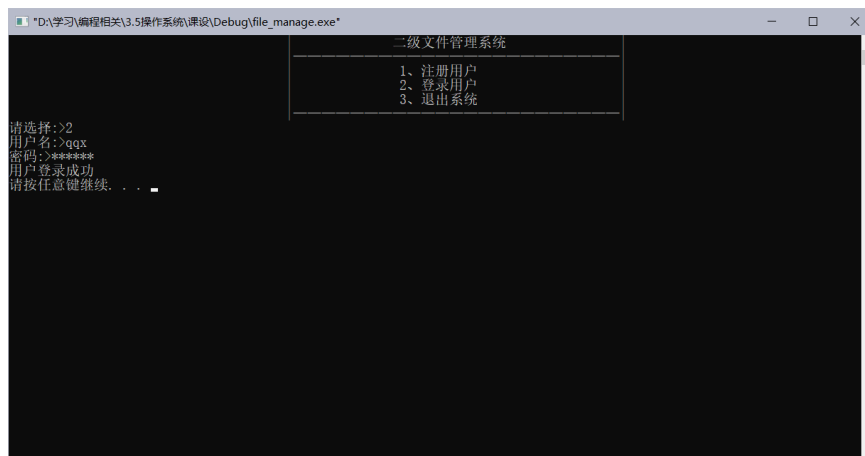 "D:\学习\编程相关\3.5操作系统\课设\Debug\file_manage.exe"
二级文件管理系统
1、注册用户
2、登录用户
3、退出系统
请选择:>2
用户名:>qqx
密码:>******
用户登录成功
请按任意键继续. . .